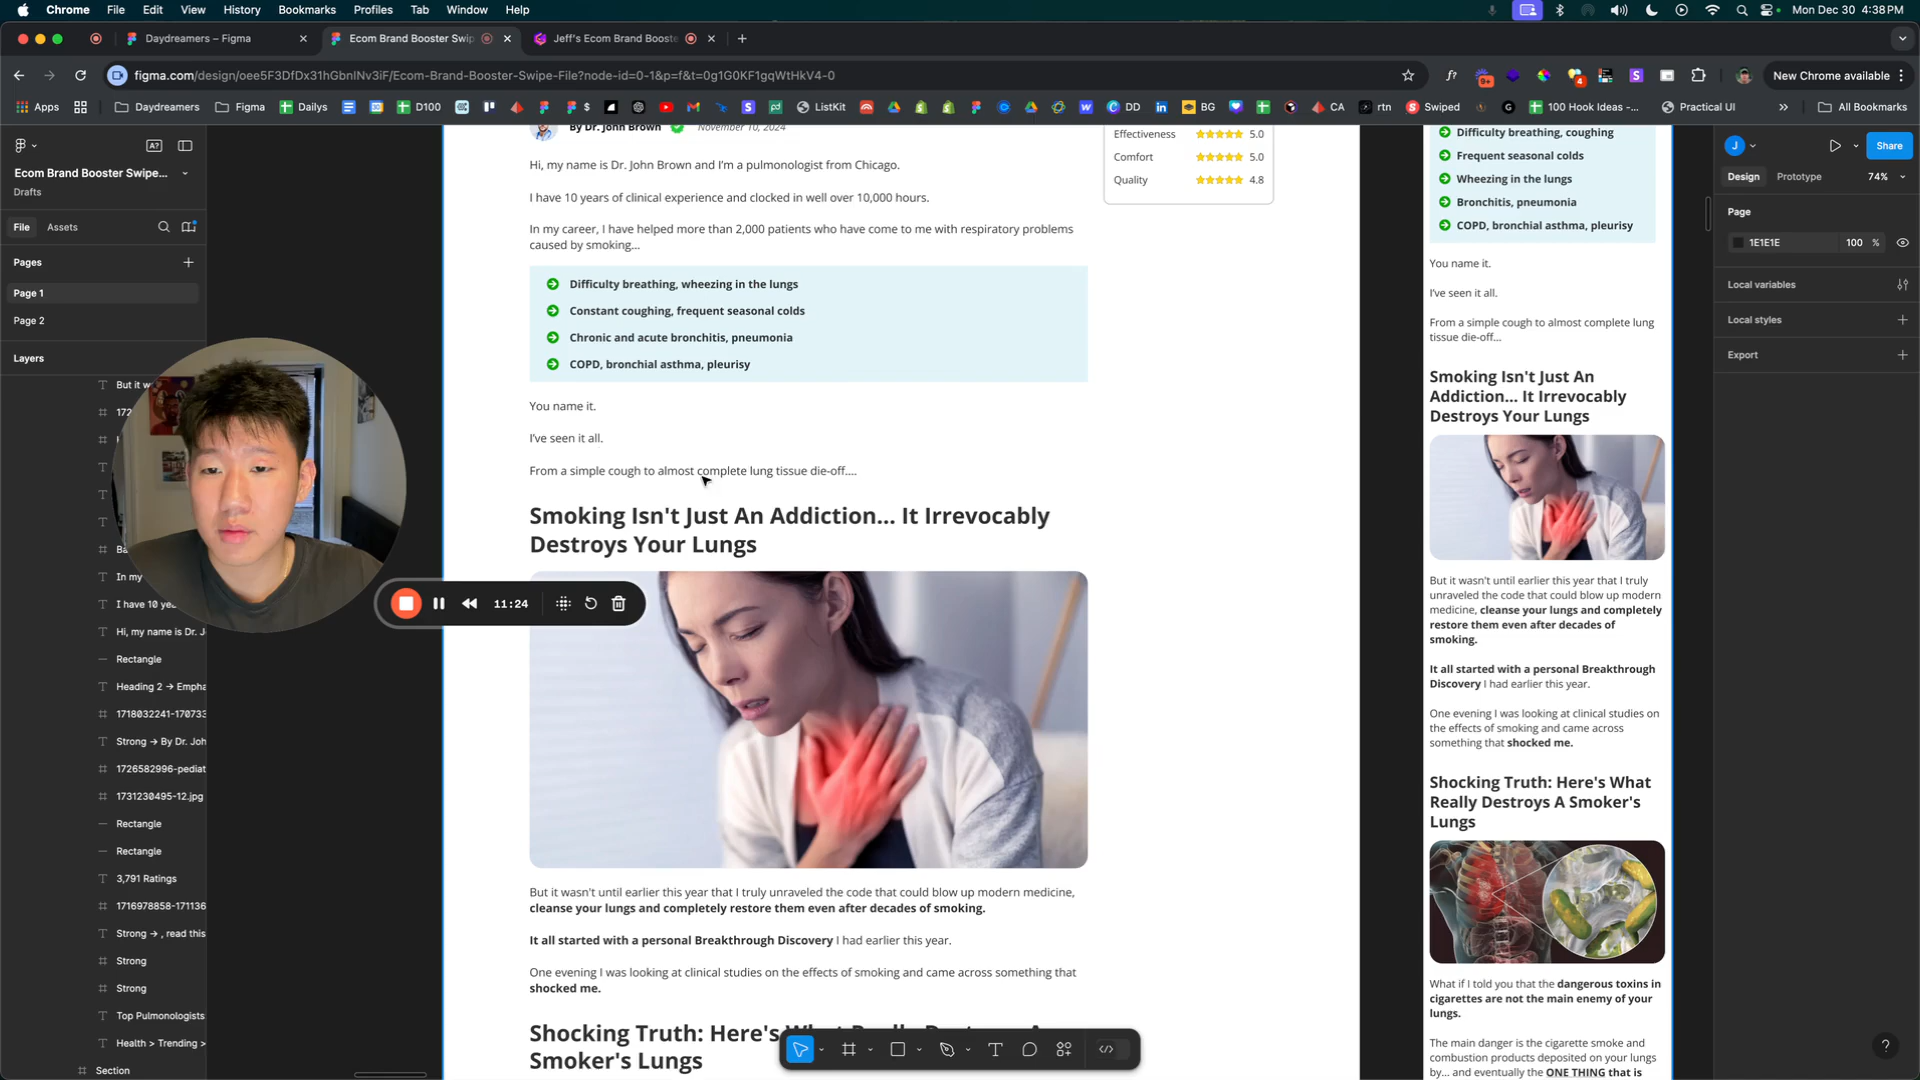 Chrome File Edit View History Bookmarks Profiles Tab Window Help
Mon Dec 30 4:38 PM
Daydreamers – Figma
Ecom Brand Booster Swip
Jeff's Ecom Brand Booste
figma.com/design/oee5F3DfDx31hGbnlNv3iF/Ecom-Brand-Booster-Swipe-File?node-id=0-1&p=f&t=0g1G0KF1gqWtHkV4-0
New Chrome available
Apps Daydreamers Figma Dailys D100 $ ListKit DD BG CA rtn Swiped 100 Hook Ideas -... Practical UI All Bookmarks
Ecom Brand Booster Swipe...
Drafts
File Assets
Pages
Page 1
Page 2
Layers
But it w
172
Ba
In my
I have 10 yea
Hi, my name is Dr. J
Rectangle
Heading 2 → Empha
1718032241-170733
Strong → By Dr. Joh
1726582996-pediat
1731230495-12.jpg
Rectangle
Rectangle
3,791 Ratings
1716978858-171136
Strong → , read this
Strong
Strong
Top Pulmonologists
Health > Trending >
Section
11:24
By Dr. John Brown November 10, 2024
Hi, my name is Dr. John Brown and I'm a pulmonologist from Chicago.
I have 10 years of clinical experience and clocked in well over 10,000 hours.
In my career, I have helped more than 2,000 patients who have come to me with respiratory problems
caused by smoking...
Difficulty breathing, wheezing in the lungs
Constant coughing, frequent seasonal colds
Chronic and acute bronchitis, pneumonia
COPD, bronchial asthma, pleurisy
You name it.
I've seen it all.
From a simple cough to almost complete lung tissue die-off....
Smoking Isn't Just An Addiction... It Irrevocably
Destroys Your Lungs
But it wasn't until earlier this year that I truly unraveled the code that could blow up modern medicine,
cleanse your lungs and completely restore them even after decades of smoking.
It all started with a personal Breakthrough Discovery I had earlier this year.
One evening I was looking at clinical studies on the effects of smoking and came across something that
shocked me.
Shocking Truth: Here's What Really Destroys A
Smoker's Lungs
Effectiveness 5.0
Comfort 5.0
Quality 4.8
Difficulty breathing, coughing
Frequent seasonal colds
Wheezing in the lungs
Bronchitis, pneumonia
COPD, bronchial asthma, pleurisy
You name it.
I've seen it all.
From a simple cough to almost complete lung
tissue die-off...
Smoking Isn't Just An
Addiction... It Irrevocably
Destroys Your Lungs
But it wasn't until earlier this year that I truly
unraveled the code that could blow up modern
medicine, cleanse your lungs and completely
restore them even after decades of
smoking.
It all started with a personal Breakthrough
Discovery I had earlier this year.
One evening I was looking at clinical studies on
the effects of smoking and came across
something that shocked me.
Shocking Truth: Here's What
Really Destroys A Smoker's
Lungs
What if I told you that the dangerous toxins in
cigarettes are not the main enemy of your
lungs.
The main danger is the cigarette smoke and
combustion products deposited on your lungs
by... and eventually the ONE THING that is
J Share
Design Prototype 74%
Page
1E1E1E 100 %
Local variables
Local styles
Export
?